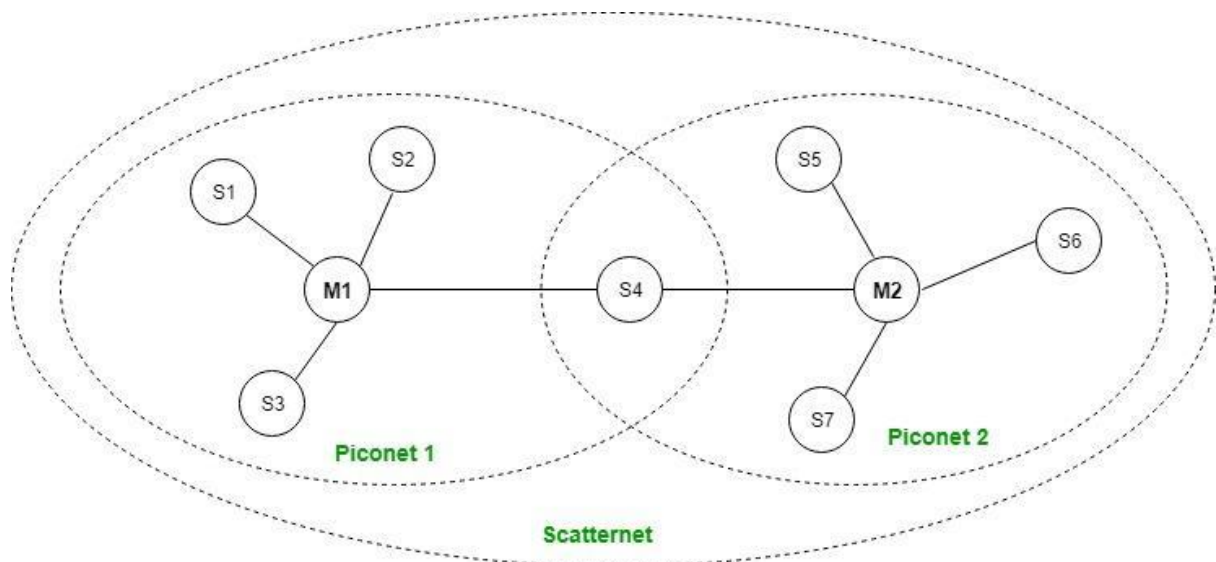 S1
S2
M1
S3
Piconet 1
S4
S5
S6
M2
S7
Piconet 2
Scatternet